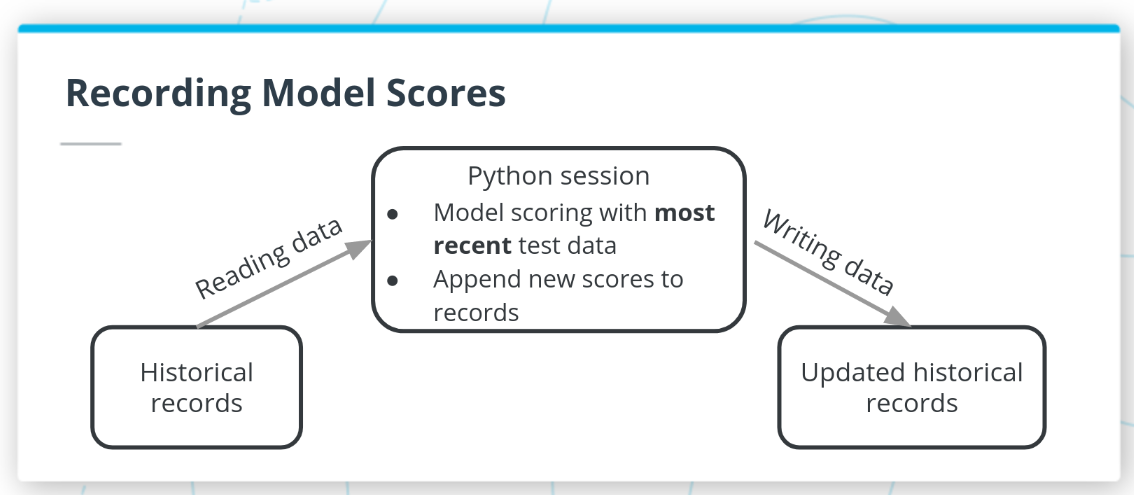 Recording Model Scores
Python session
● Model scoring with most
recent test data
● Append new scores to
records
Reading data
Writing data
Historical
records
Updated historical
records